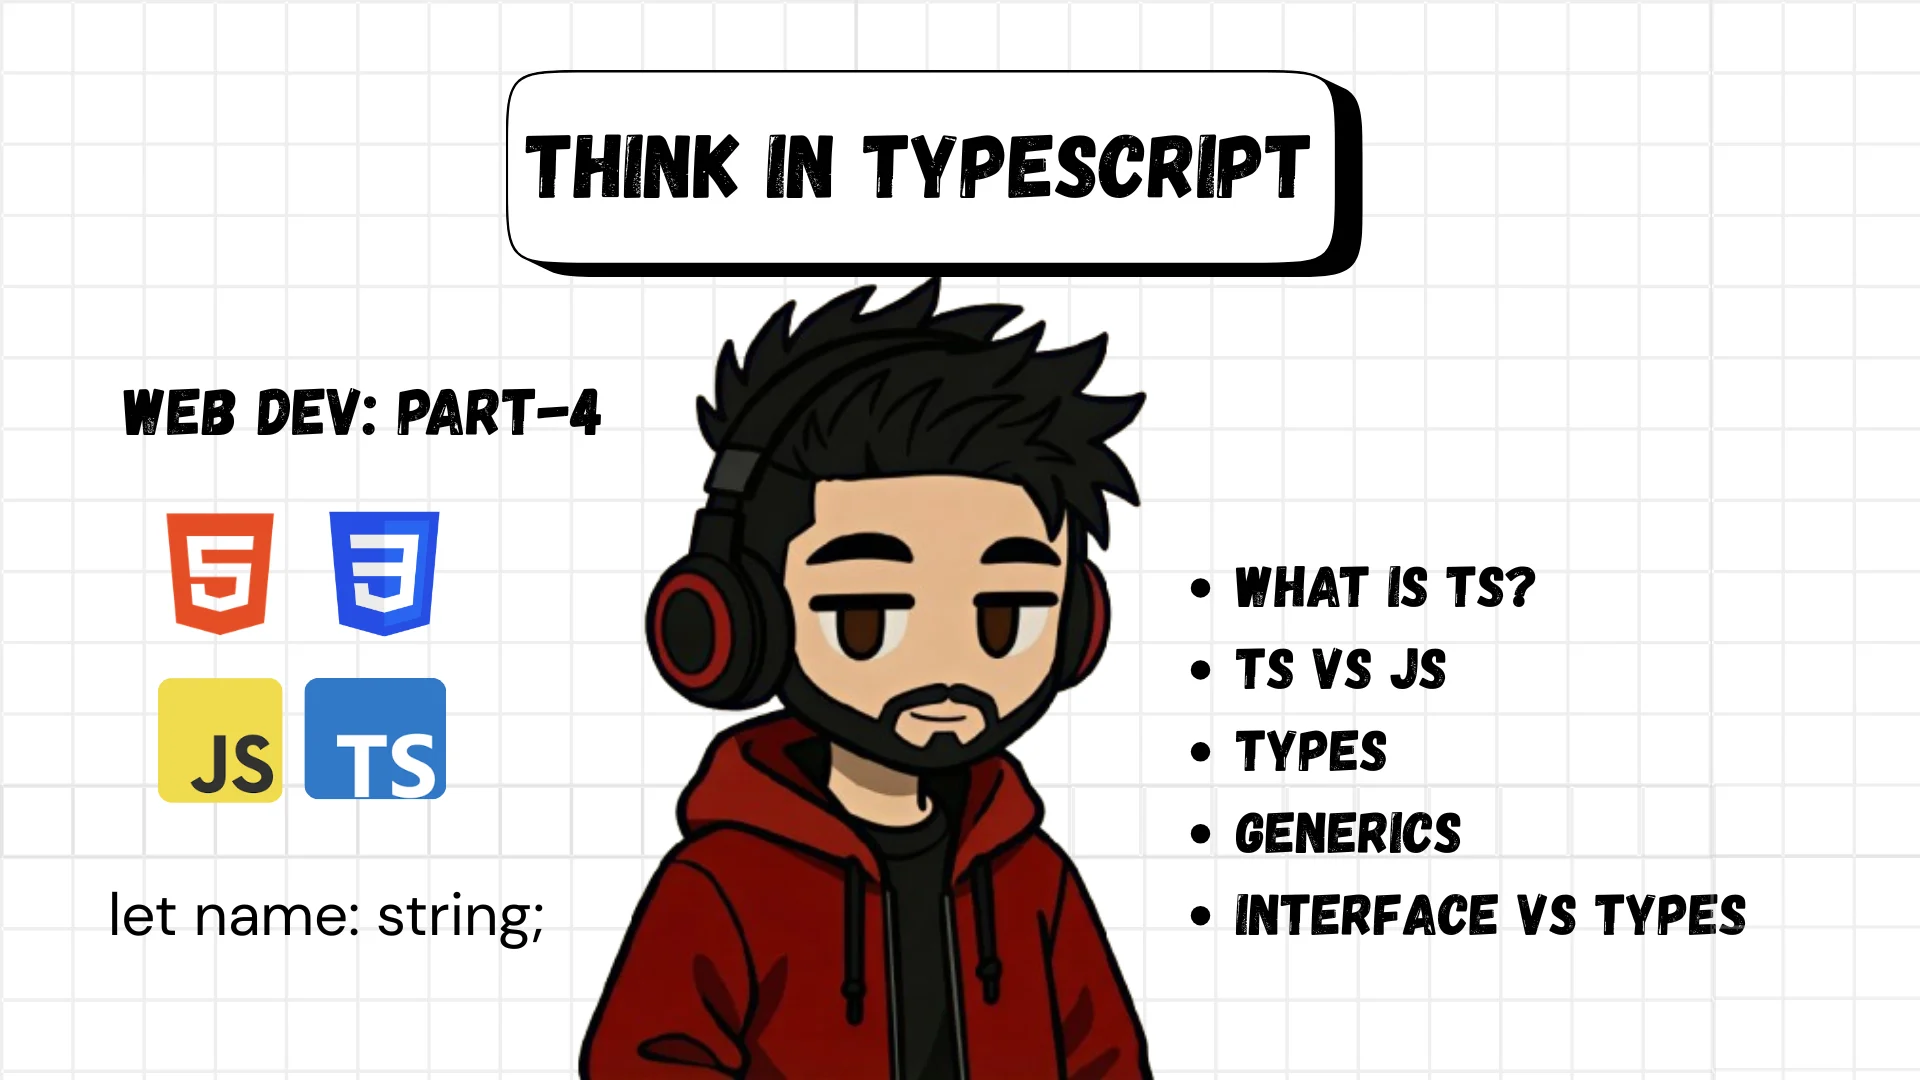 THINK IN TYPESCRIPT
WEB DEV: PART-4
5
3
JS
TS
let name: string;
• WHAT IS TS?
• TS VS JS
• TYPES
• GENERICS
• INTERFACE VS TYPES